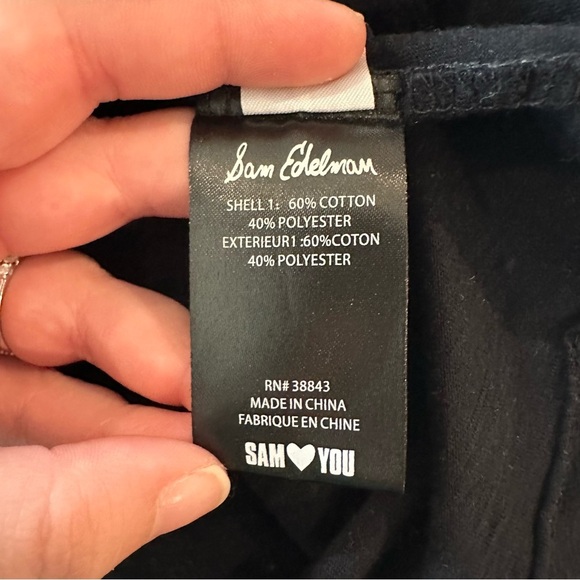 Sam Edelman
SHELL 1: 60% COTTON
40% POLYESTER
EXTERIEUR1:60%COTON
40% POLYESTER
RN# 38843
MADE IN CHINA
FABRIQUE EN CHINE
SAM♥YOU